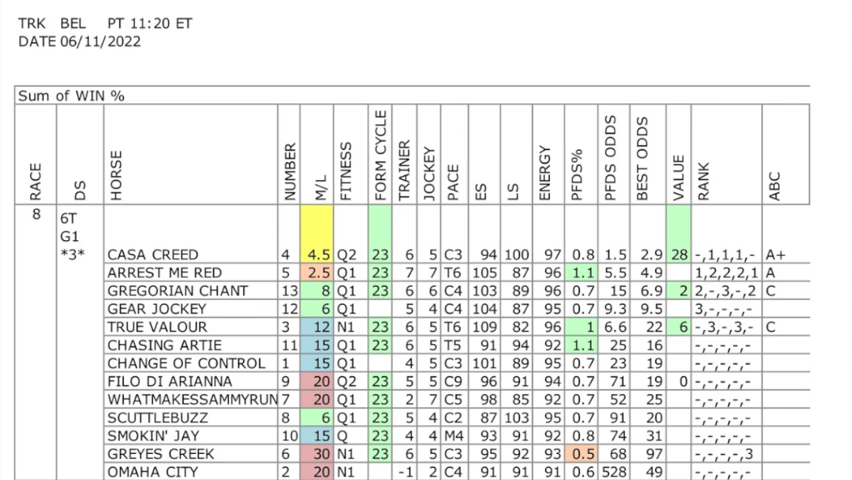 TRK BEL PT 11:20 ET
DATE 06/11/2022
Sum of WIN %
RACE DS HORSE NUMBER M/L FITNESS FORM CYCLE TRAINER JOCKEY PACE ES LS ENERGY PFDS% PFDS ODDS BEST ODDS VALUE RANK ABC
8 6T
G1
*3* CASA CREED 4 4.5 Q2 23 6 5 C3 94 100 97 0.8 1.5 2.9 28 -,1,1,1,- A+
ARREST ME RED 5 2.5 Q1 23 7 7 T6 105 87 96 1.1 5.5 4.9 1,2,2,2,1 A
GREGORIAN CHANT 13 8 Q1 23 6 6 C4 103 89 96 0.7 15 6.9 2 2,-,3,-,2 C
GEAR JOCKEY 12 6 Q1 5 4 C4 104 87 95 0.7 9.3 9.5 3,-,-,-,-
TRUE VALOUR 3 12 N1 23 6 5 T6 109 82 96 1 6.6 22 6 -,3,-,3,- C
CHASING ARTIE 11 15 Q1 23 6 5 T5 91 94 92 1.1 25 16 -,-,-,-,-
CHANGE OF CONTROL 1 15 Q1 4 5 C3 101 89 95 0.7 23 19 -,-,-,-,-
FILO DI ARIANNA 9 20 Q2 23 5 5 C9 96 91 94 0.7 71 19 0 -,-,-,-,-
WHATMAKESSAMMYRUN 7 20 Q1 23 2 7 C5 98 85 92 0.7 52 25 -,-,-,-,-
SCUTTLEBUZZ 8 6 Q1 23 5 4 C2 87 103 95 0.7 91 20 -,-,-,-,-
SMOKIN' JAY 10 15 Q 23 4 4 M4 93 91 92 0.8 74 31 -,-,-,-,-
GREYES CREEK 6 30 N1 23 6 5 C3 95 92 93 0.5 68 97 -,-,-,-,3
OMAHA CITY 2 20 N1 -1 2 C4 91 91 91 0.6 528 49 -,-,-,-,-